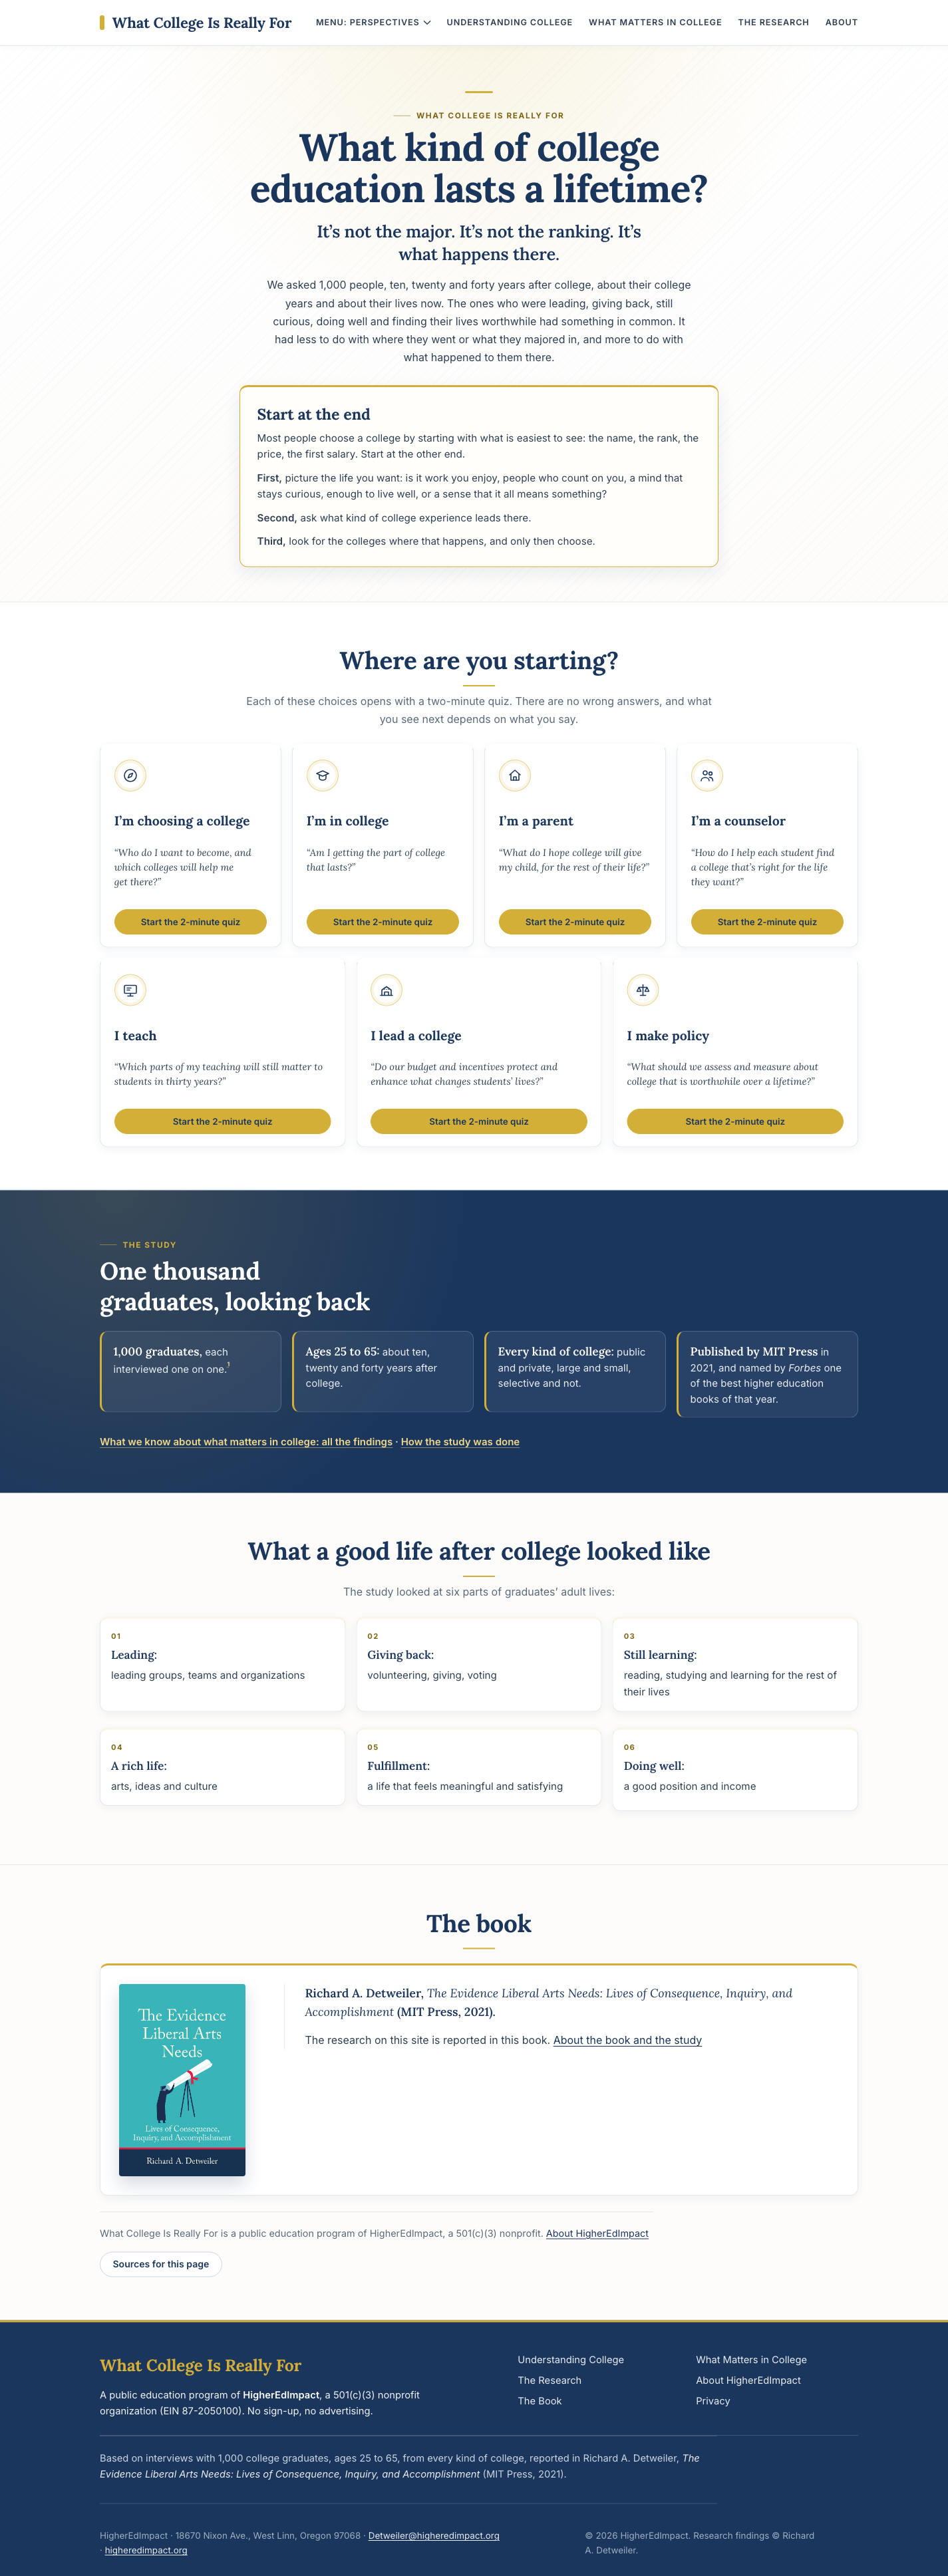 What College Is Really For
MENU: PERSPECTIVES
UNDERSTANDING COLLEGE
WHAT MATTERS IN COLLEGE
THE RESEARCH
ABOUT
WHAT COLLEGE IS REALLY FOR
What kind of college
education lasts a lifetime?
It’s not the major. It’s not the ranking. It’s
what happens there.
We asked 1,000 people, ten, twenty and forty years after college, about their college
years and about their lives now. The ones who were leading, giving back, still
curious, doing well and finding their lives worthwhile had something in common. It
had less to do with where they went or what they majored in, and more to do with
what happened to them there.
Start at the end
Most people choose a college by starting with what is easiest to see: the name, the rank, the
price, the first salary. Start at the other end.
First, picture the life you want: is it work you enjoy, people who count on you, a mind that
stays curious, enough to live well, or a sense that it all means something?
Second, ask what kind of college experience leads there.
Third, look for the colleges where that happens, and only then choose.
Where are you starting?
Each of these choices opens with a two-minute quiz. There are no wrong answers, and what
you see next depends on what you say.
I’m choosing a college
“Who do I want to become, and
which colleges will help me
get there?”
Start the 2-minute quiz
I’m in college
“Am I getting the part of college
that lasts?”
Start the 2-minute quiz
I’m a parent
“What do I hope college will give
my child, for the rest of their life?”
Start the 2-minute quiz
I’m a counselor
“How do I help each student find
a college that’s right for the life
they want?”
Start the 2-minute quiz
I teach
“Which parts of my teaching will still matter to
students in thirty years?”
Start the 2-minute quiz
I lead a college
“Do our budget and incentives protect and
enhance what changes students’ lives?”
Start the 2-minute quiz
I make policy
“What should we assess and measure about
college that is worthwhile over a lifetime?”
Start the 2-minute quiz
THE STUDY
One thousand
graduates, looking back
1,000 graduates, each
interviewed one on one.¹
Ages 25 to 65: about ten,
twenty and forty years after
college.
Every kind of college: public
and private, large and small,
selective and not.
Published by MIT Press in
2021, and named by Forbes one
of the best higher education
books of that year.
What we know about what matters in college: all the findings · How the study was done
What a good life after college looked like
The study looked at six parts of graduates’ adult lives:
01
Leading:
leading groups, teams and organizations
02
Giving back:
volunteering, giving, voting
03
Still learning:
reading, studying and learning for the rest of
their lives
04
A rich life:
arts, ideas and culture
05
Fulfillment:
a life that feels meaningful and satisfying
06
Doing well:
a good position and income
The book
The Evidence
Liberal Arts
Needs
Lives of Consequence,
Inquiry, and Accomplishment
Richard A. Detweiler
Richard A. Detweiler, The Evidence Liberal Arts Needs: Lives of Consequence, Inquiry, and
Accomplishment (MIT Press, 2021).
The research on this site is reported in this book. About the book and the study
What College Is Really For is a public education program of HigherEdImpact, a 501(c)(3) nonprofit. About HigherEdImpact
Sources for this page
What College Is Really For
A public education program of HigherEdImpact, a 501(c)(3) nonprofit
organization (EIN 87-2050100). No sign-up, no advertising.
Understanding College
The Research
The Book
What Matters in College
About HigherEdImpact
Privacy
Based on interviews with 1,000 college graduates, ages 25 to 65, from every kind of college, reported in Richard A. Detweiler, The
Evidence Liberal Arts Needs: Lives of Consequence, Inquiry, and Accomplishment (MIT Press, 2021).
HigherEdImpact · 18670 Nixon Ave., West Linn, Oregon 97068 · Detweiler@higheredimpact.org
· higheredimpact.org
© 2026 HigherEdImpact. Research findings © Richard
A. Detweiler.